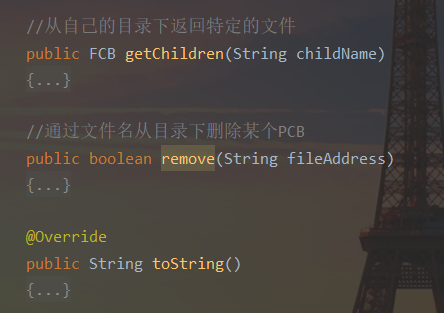 //从自己的目录下返回特定的文件
public FCB getChildren(String childName)
{...}
//通过文件名从目录下删除某个PCB
public boolean remove(String fileAddress)
{...}
@Override
public String toString()
{...}